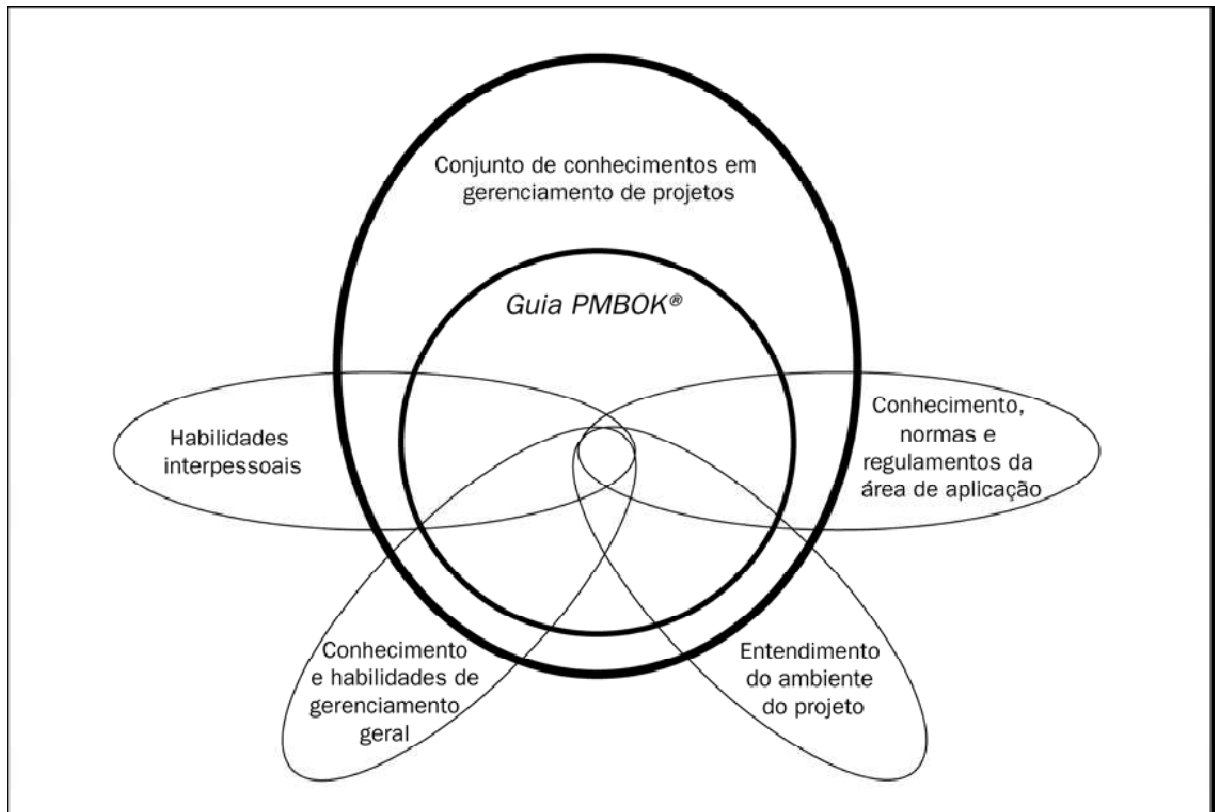 Conjunto de conhecimentos em
gerenciamento de projetos
Guia PMBOK®
Habilidades
interpessoais
Conhecimento,
normas e
regulamentos da
área de aplicação
Conhecimento
e habilidades de
gerenciamento
geral
Entendimento
do ambiente
do projeto